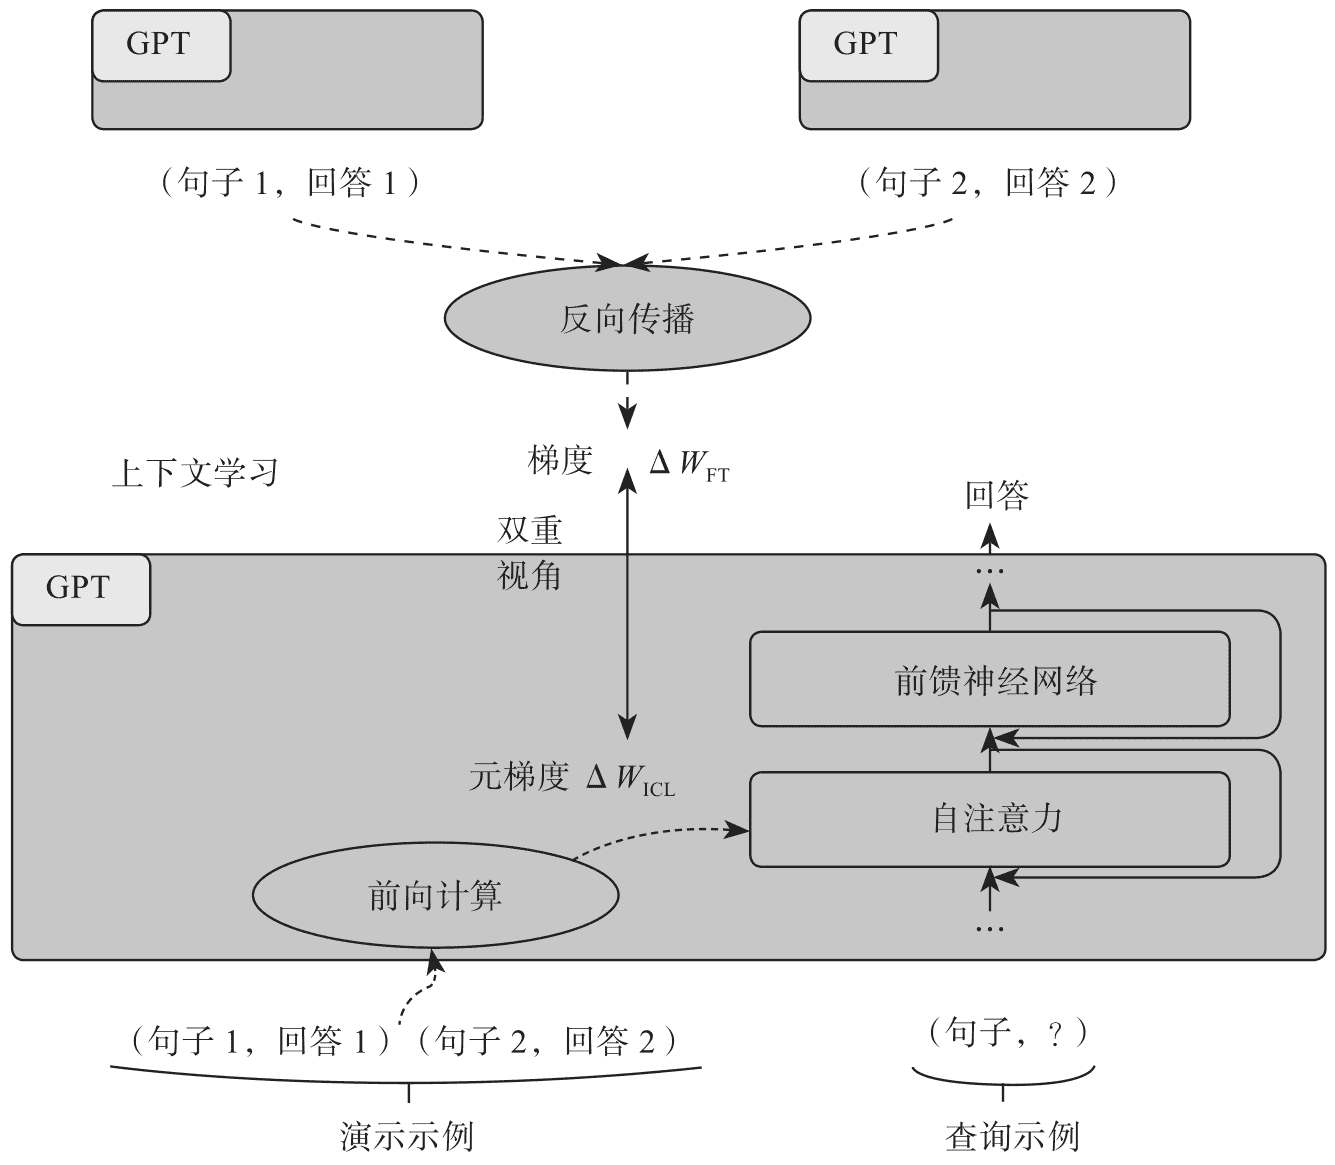 GPT
GPT
（句子 1，回答 1）
（句子 2，回答 2）
反向传播
梯度 Δ W_FT
上下文学习
回答
双重
视角
...
GPT
前馈神经网络
元梯度 Δ W_ICL
自注意力
前向计算
...
（句子 1，回答 1）（句子 2，回答 2）
（句子，?）
演示示例
查询示例